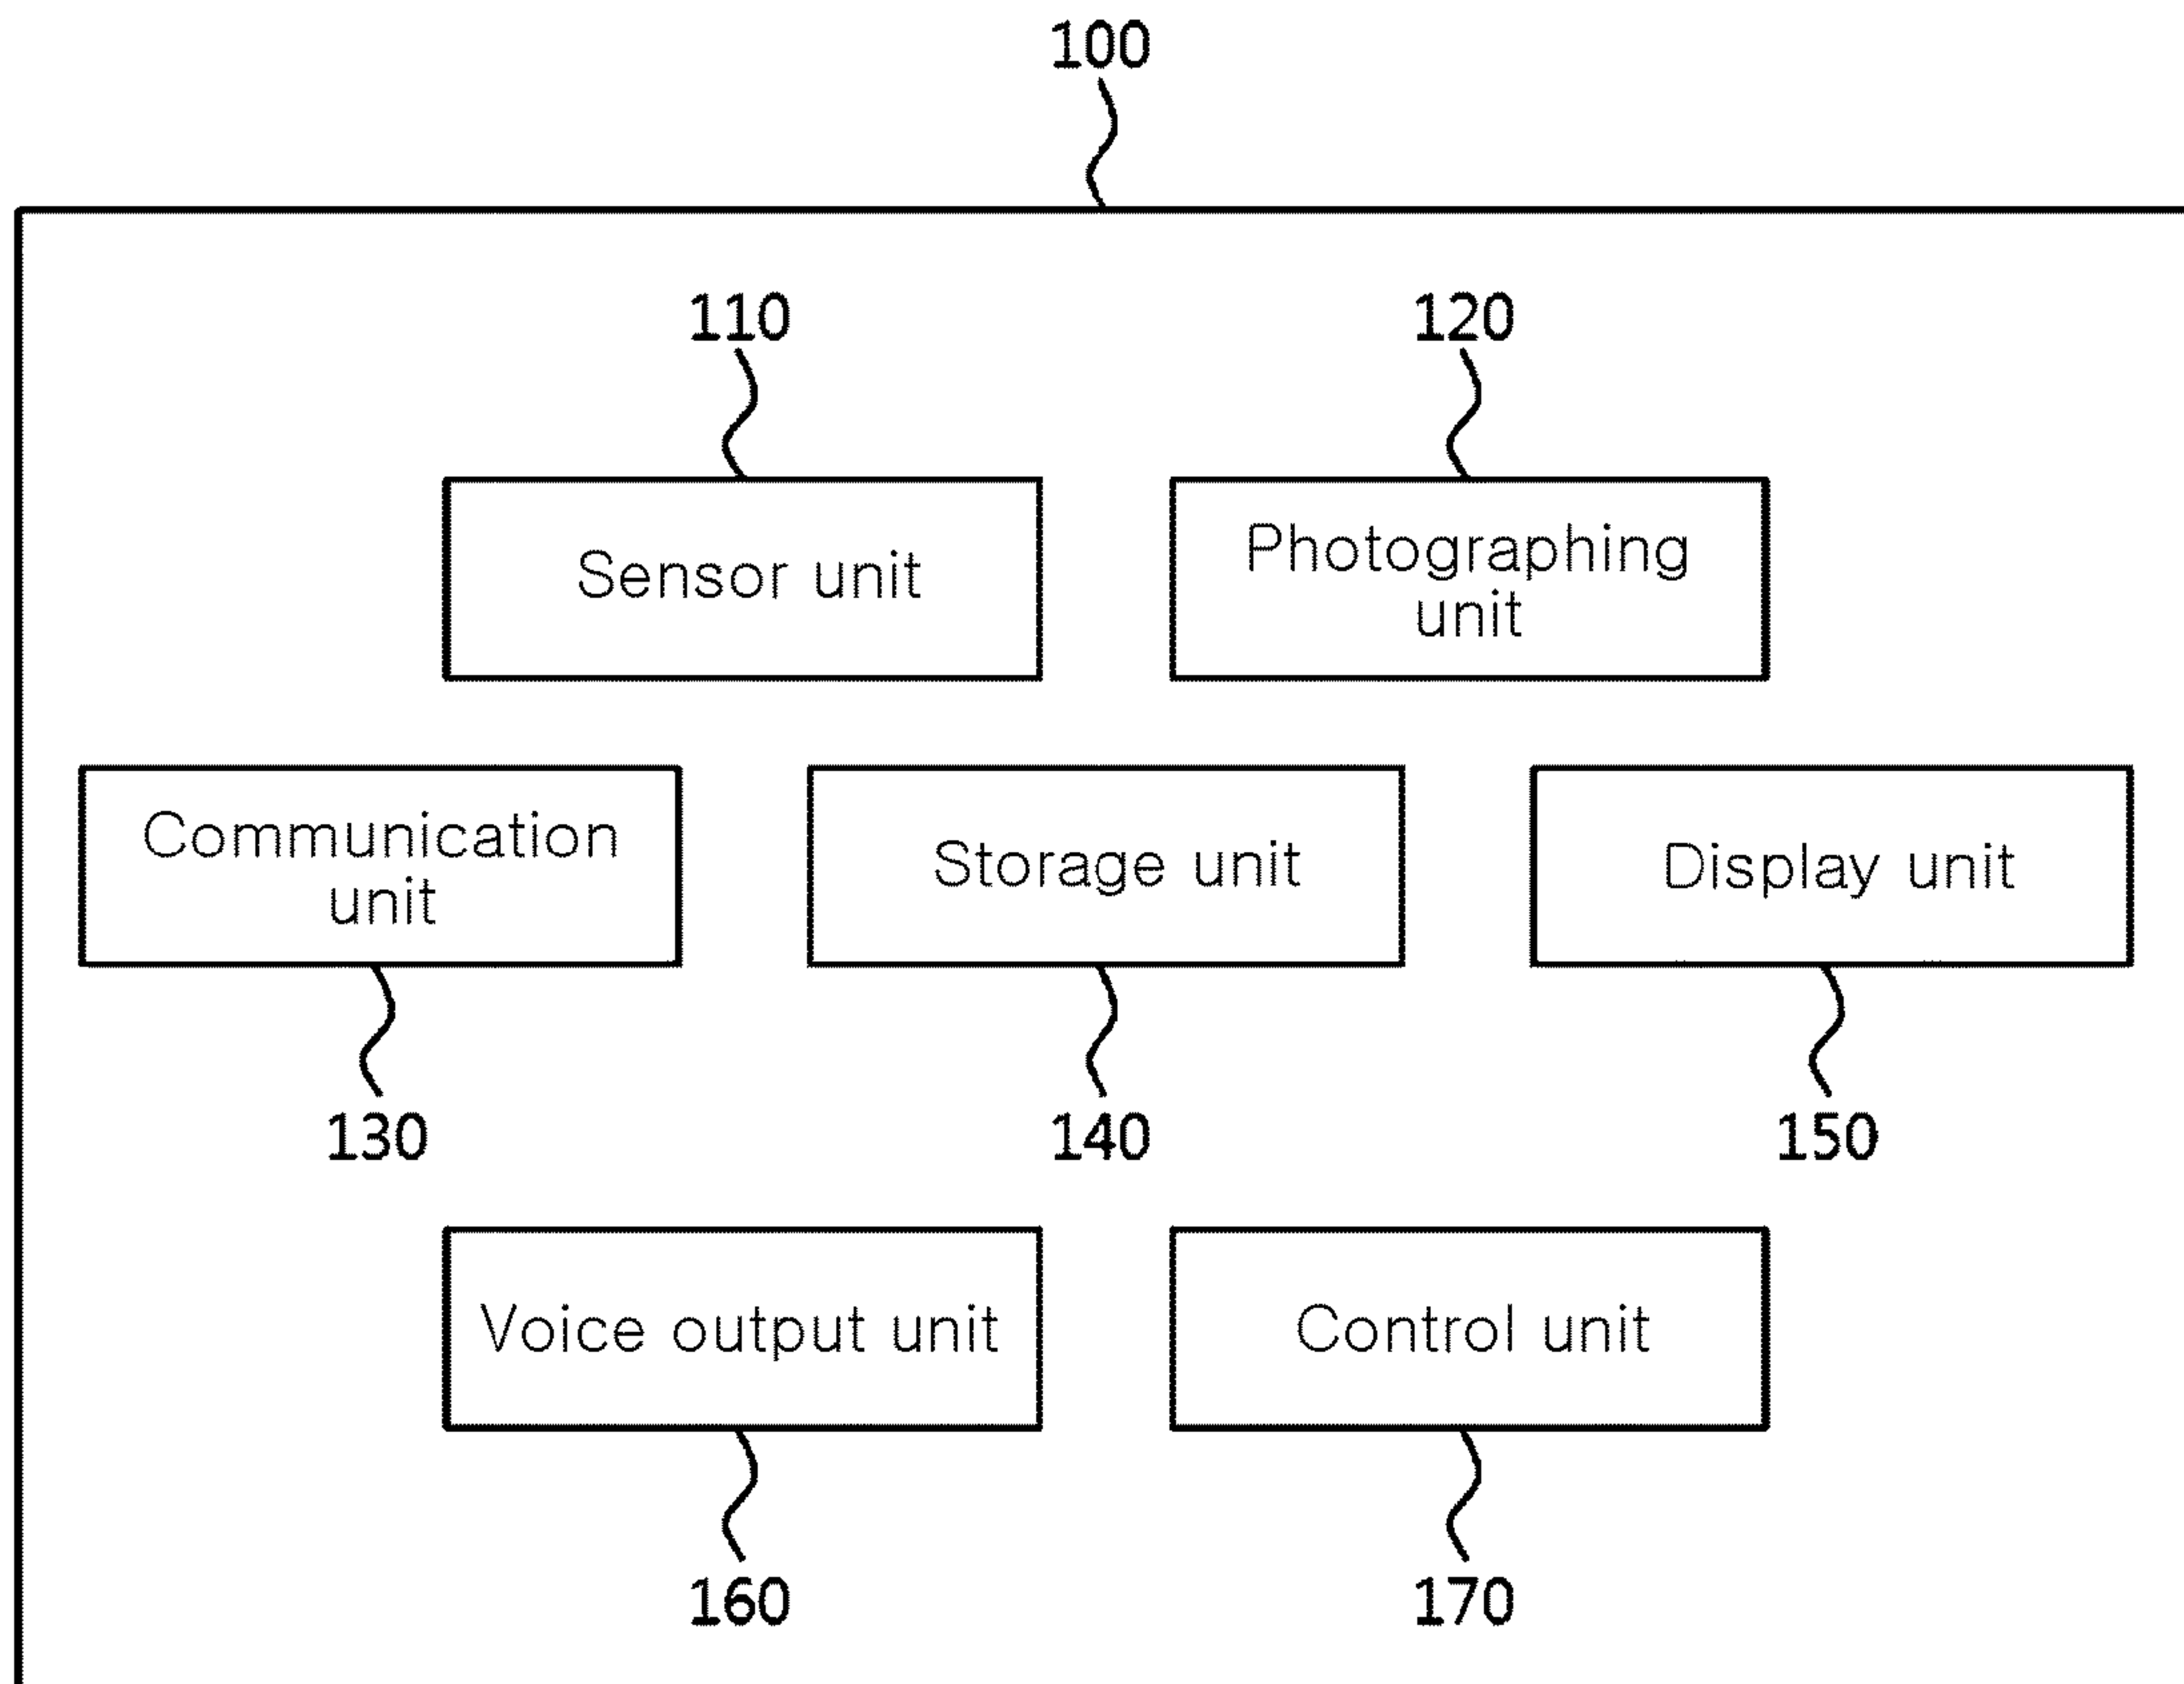 100
110
120
Sensor unit
Photographing
unit
Communication
unit
Storage unit
Display unit
130
140
150
Voice output unit
Control unit
160
170